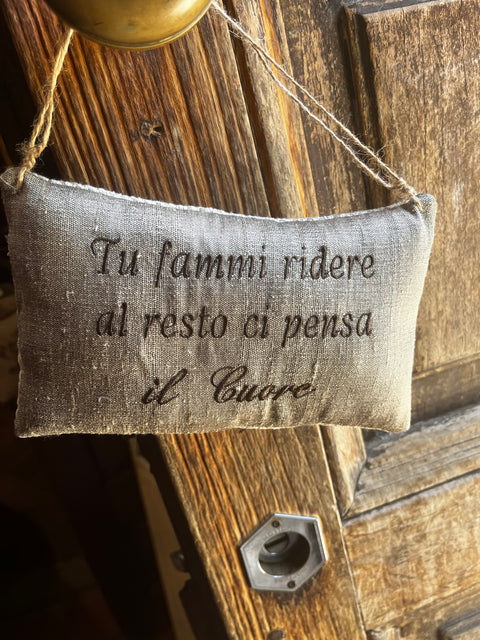 Tu fammi ridere
al resto ci pensa
il Cuore